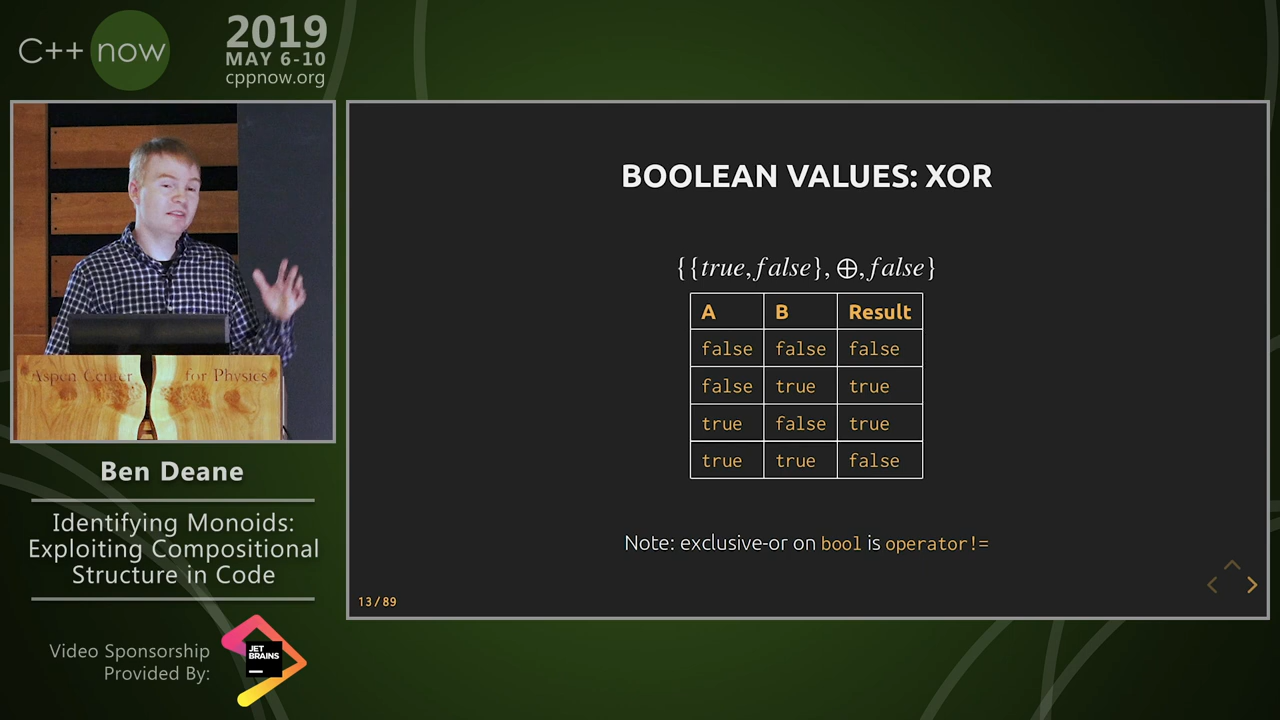 C++ now
2019
MAY 6-10
cppnow.org
Aspen Center for Physics
Ben Deane
Identifying Monoids:
Exploiting Compositional
Structure in Code
Video Sponsorship
Provided By:
JET
BRAINS
BOOLEAN VALUES: XOR
{{true, false}, ⊕, false}
A B Result
false false false
false true true
true false true
true true false
Note: exclusive-or on bool is operator!=
13/89